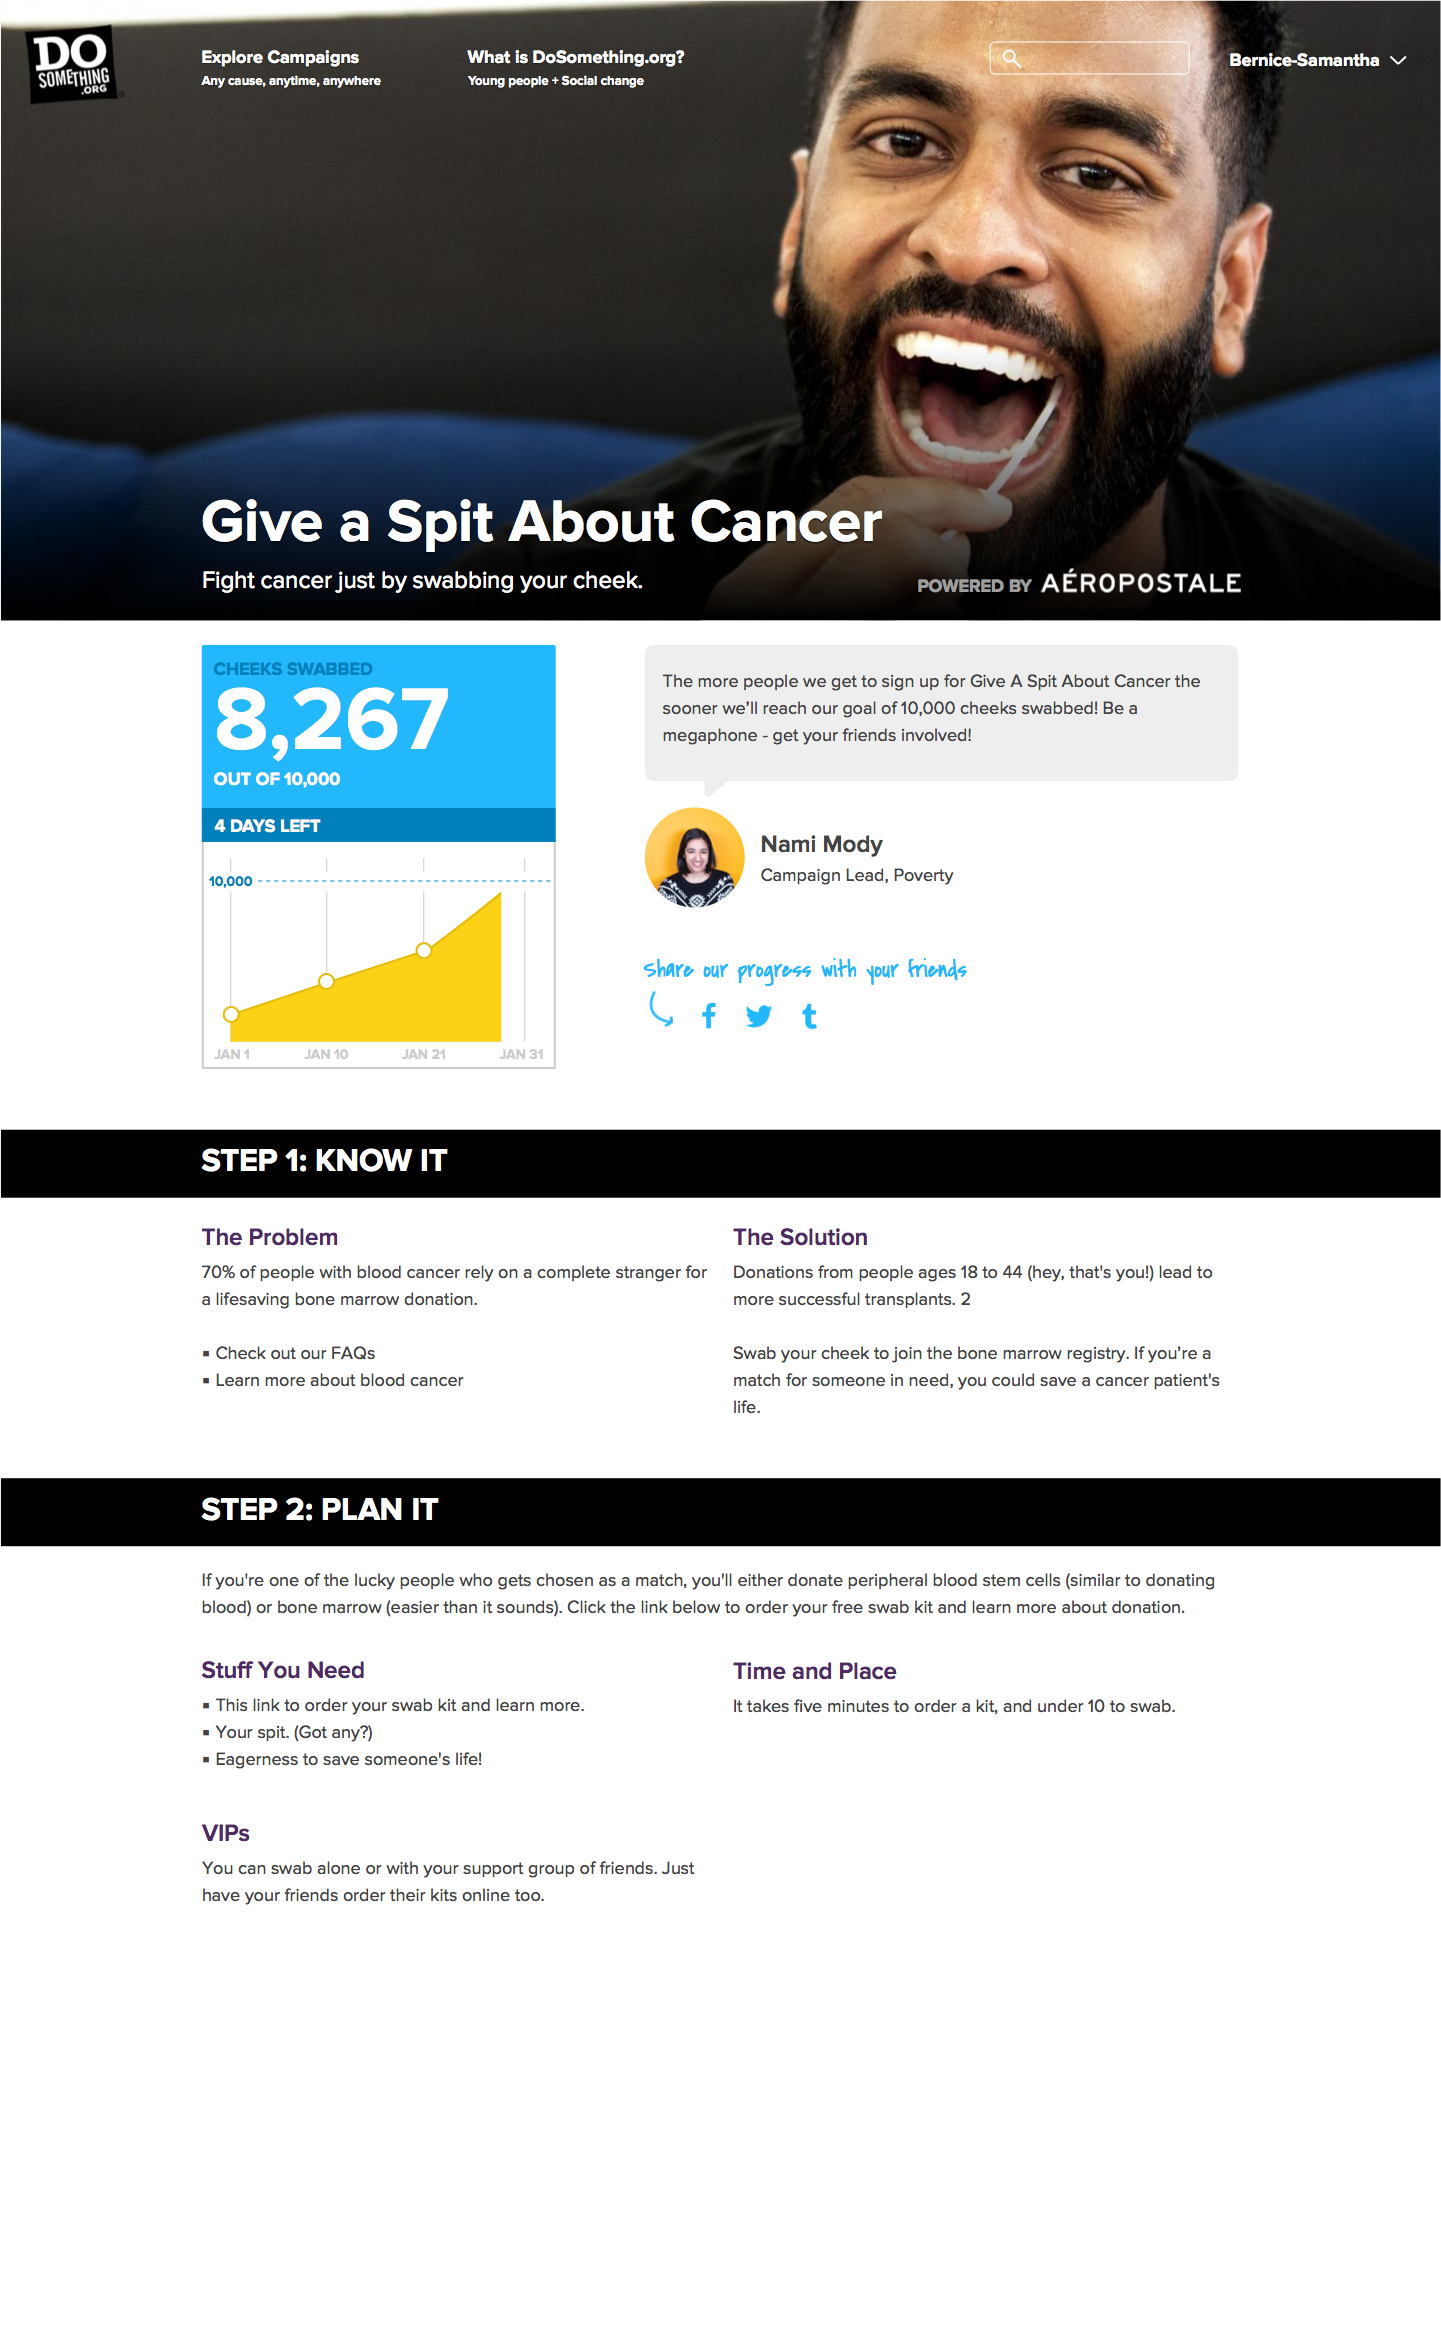 DO
SOMETHING
.ORG
Explore Campaigns
Any cause, anytime, anywhere
What is DoSomething.org?
Young people + Social change
Bernice-Samantha
Give a Spit About Cancer
Fight cancer just by swabbing your cheek.
POWERED BY AÉROPOSTALE
CHEEKS SWABBED
8,267
OUT OF 10,000
4 DAYS LEFT
10,000
JAN 1 JAN 10 JAN 21 JAN 31
The more people we get to sign up for Give A Spit About Cancer the
sooner we’ll reach our goal of 10,000 cheeks swabbed! Be a
megaphone - get your friends involved!
Nami Mody
Campaign Lead, Poverty
Share our progress with your friends
STEP 1: KNOW IT
The Problem
70% of people with blood cancer rely on a complete stranger for
a lifesaving bone marrow donation.
▪ Check out our FAQs
▪ Learn more about blood cancer
The Solution
Donations from people ages 18 to 44 (hey, that's you!) lead to
more successful transplants. 2
Swab your cheek to join the bone marrow registry. If you’re a
match for someone in need, you could save a cancer patient's
life.
STEP 2: PLAN IT
If you're one of the lucky people who gets chosen as a match, you'll either donate peripheral blood stem cells (similar to donating
blood) or bone marrow (easier than it sounds). Click the link below to order your free swab kit and learn more about donation.
Stuff You Need
▪ This link to order your swab kit and learn more.
▪ Your spit. (Got any?)
▪ Eagerness to save someone's life!
Time and Place
It takes five minutes to order a kit, and under 10 to swab.
VIPs
You can swab alone or with your support group of friends. Just
have your friends order their kits online too.